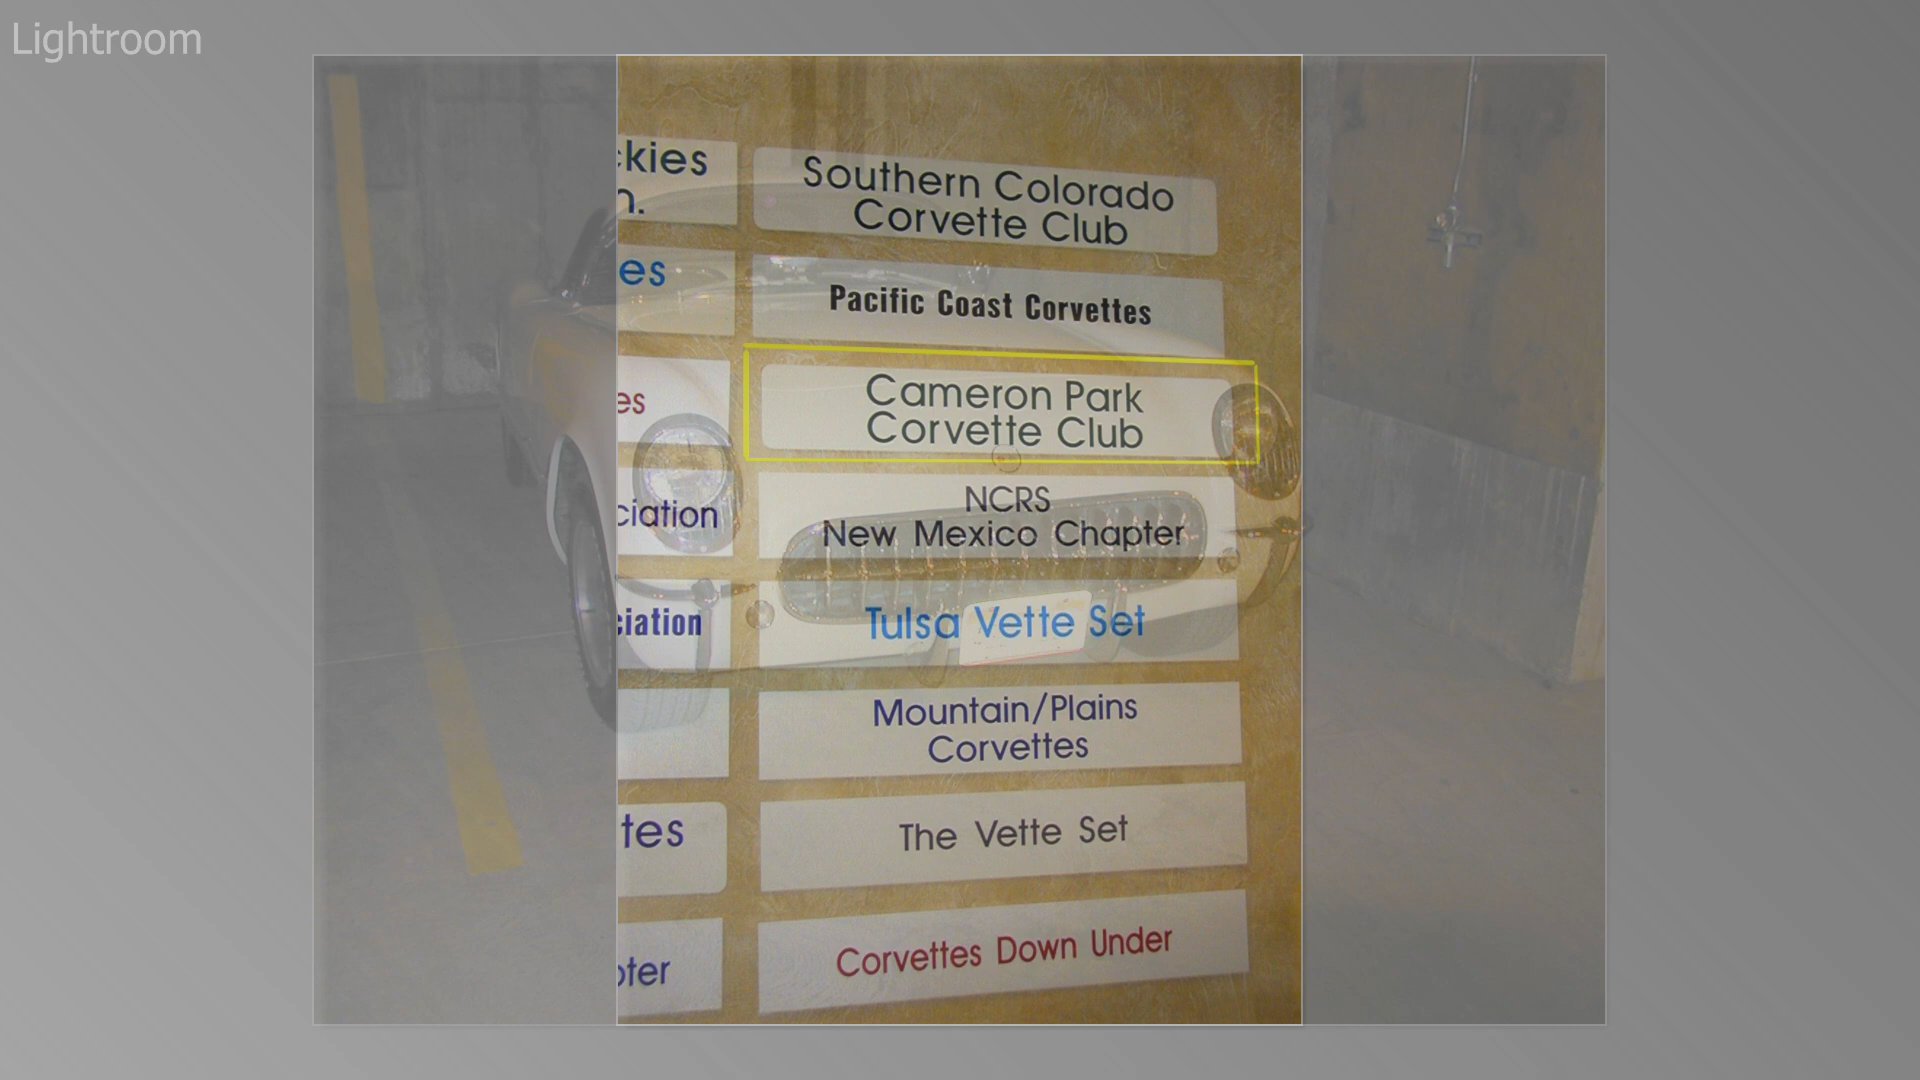 Lightroom
kies
n.
es
es
ciation
ciation
tes
pter
Southern Colorado
Corvette Club
Pacific Coast Corvettes
Cameron Park
Corvette Club
NCRS
New Mexico Chapter
Tulsa Vette Set
Mountain/Plains
Corvettes
The Vette Set
Corvettes Down Under